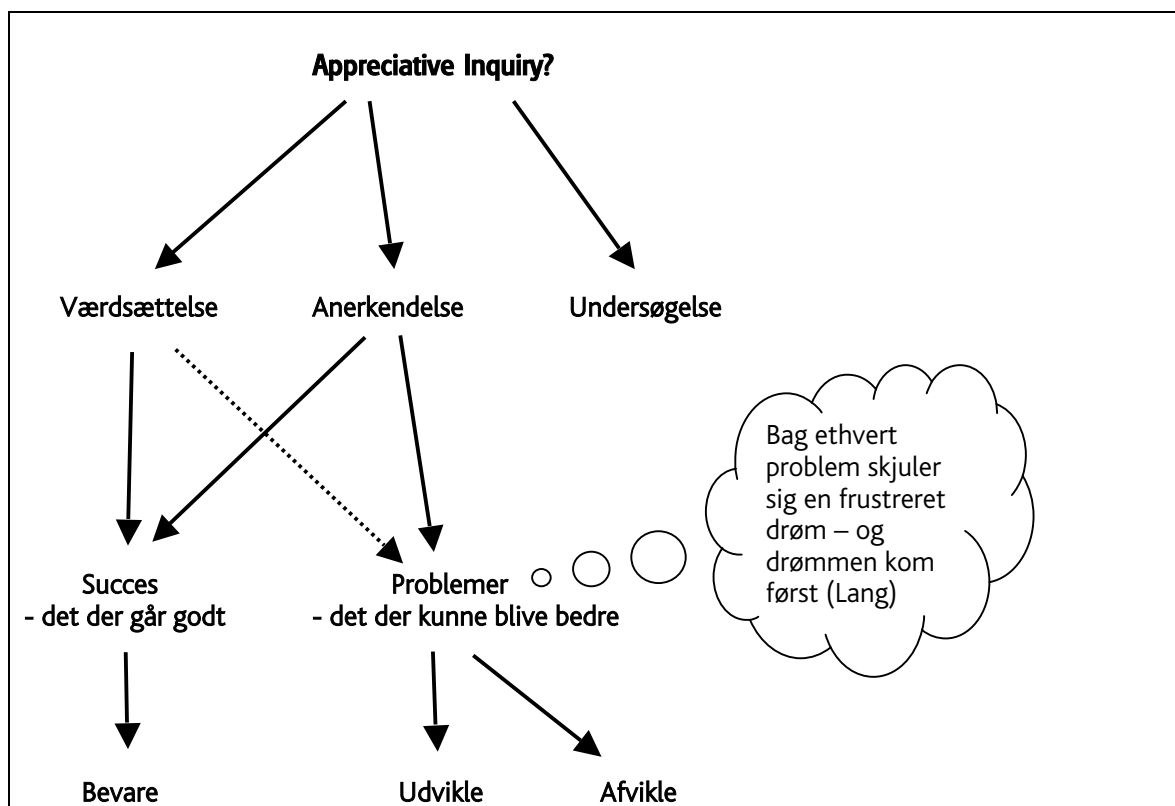 Appreciative Inquiry?
Værdsættelse
Anerkendelse
Undersøgelse
Bag ethvert
problem skjuler
sig en frustreret
drøm – og
drømmen kom
først (Lang)
Succes
- det der går godt
Problemer
- det der kunne blive bedre
Bevare
Udvikle
Afvikle